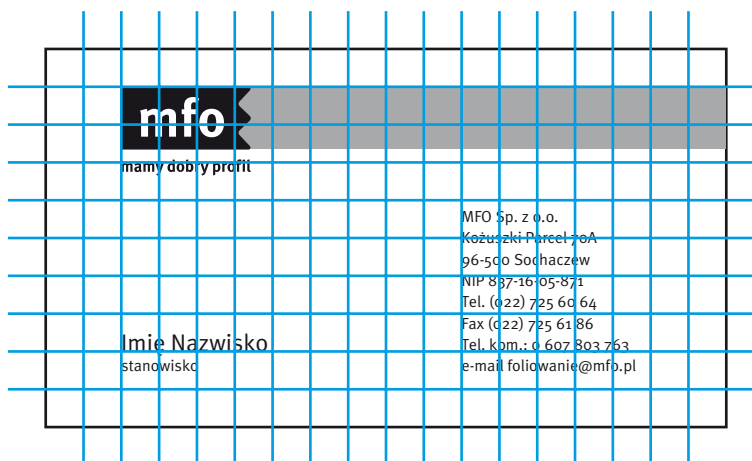 mfo
mamy dobry profil
MFO Sp. z o.o.
Kożuszki Parcel 70A
96-500 Sochaczew
NIP 837-16-05-871
Tel. (022) 725 60 64
Fax (022) 725 61 86
Tel. kom.: 0 607 803 763
e-mail foliowanie@mfo.pl
Imię Nazwisko
stanowisko